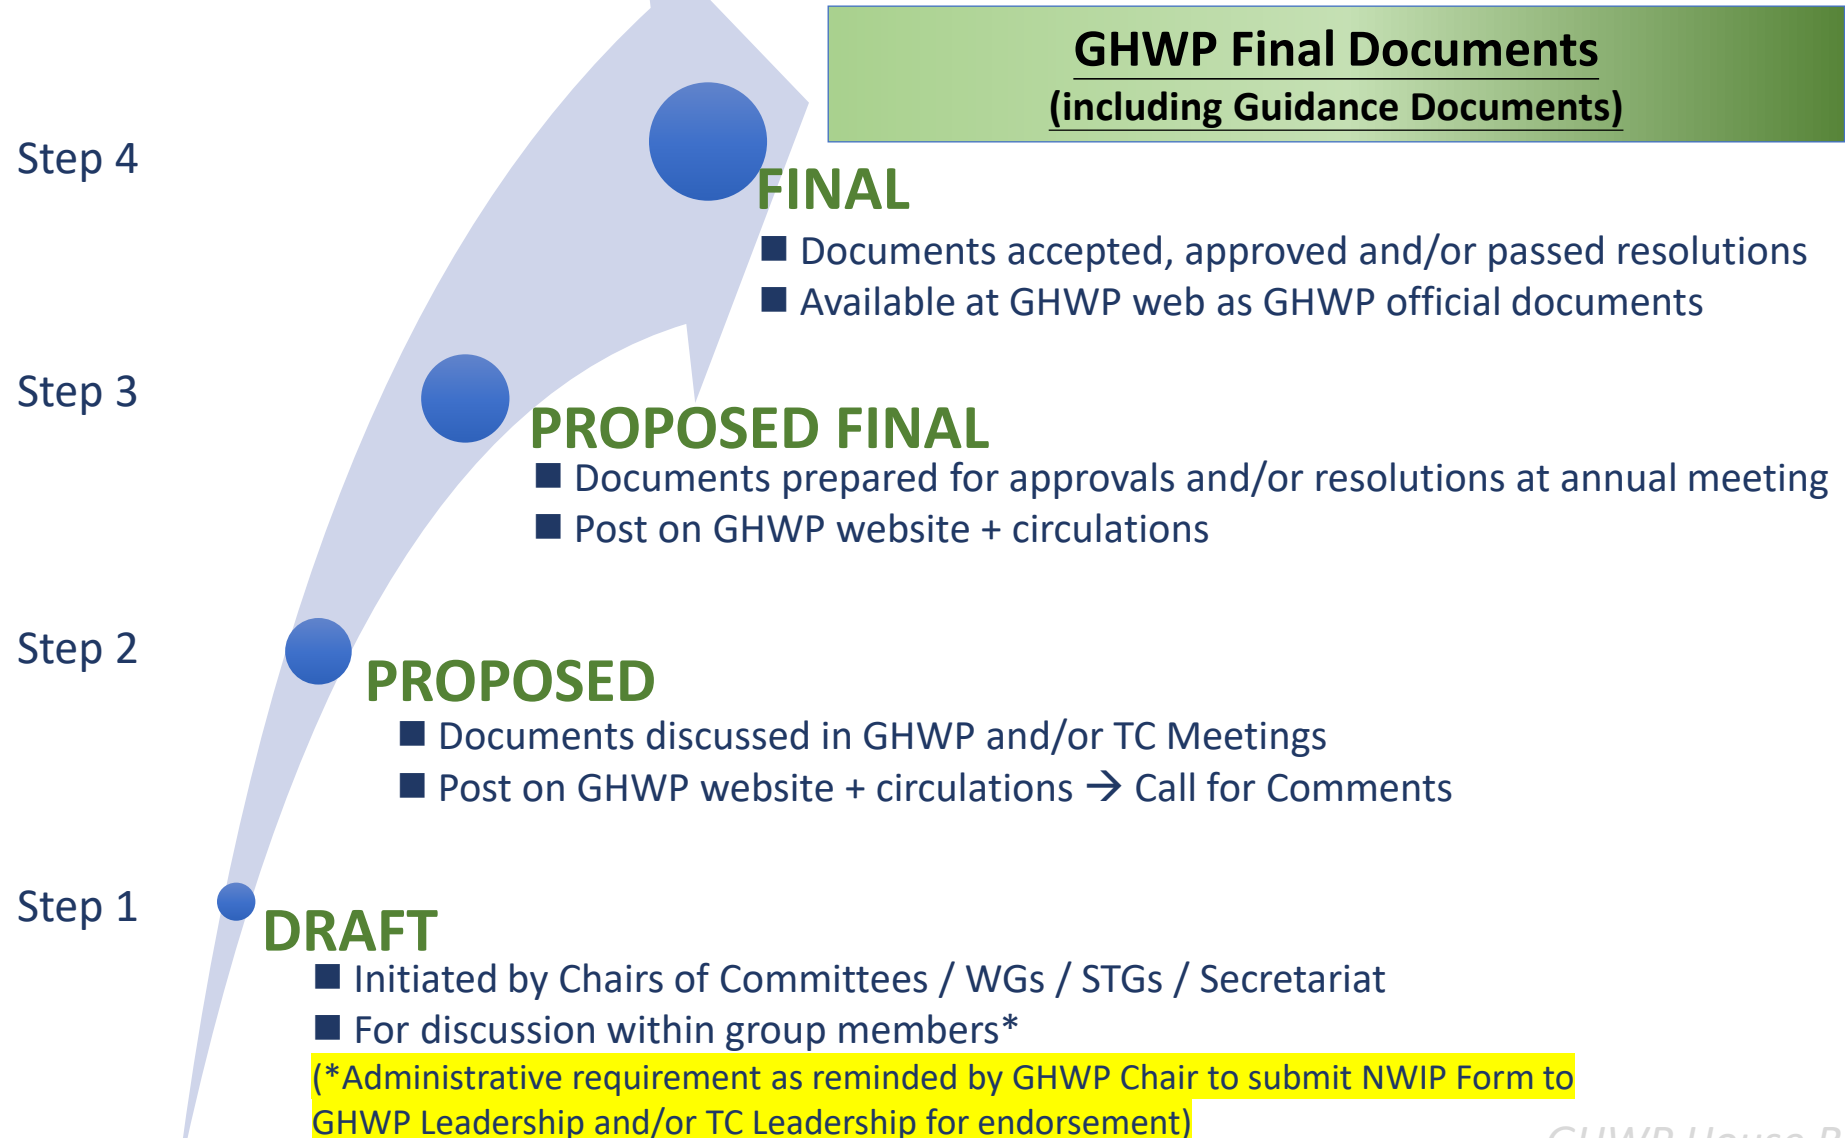 GHWP Final Documents
(including Guidance Documents)
Step 4
FINAL
■ Documents accepted, approved and/or passed resolutions
■ Available at GHWP web as GHWP official documents
Step 3
PROPOSED FINAL
■ Documents prepared for approvals and/or resolutions at annual meeting
■ Post on GHWP website + circulations
Step 2
PROPOSED
■ Documents discussed in GHWP and/or TC Meetings
■ Post on GHWP website + circulations → Call for Comments
Step 1
DRAFT
■ Initiated by Chairs of Committees / WGs / STGs / Secretariat
■ For discussion within group members*
(*Administrative requirement as reminded by GHWP Chair to submit NWIP Form to
GHWP Leadership and/or TC Leadership for endorsement)
GHWP House